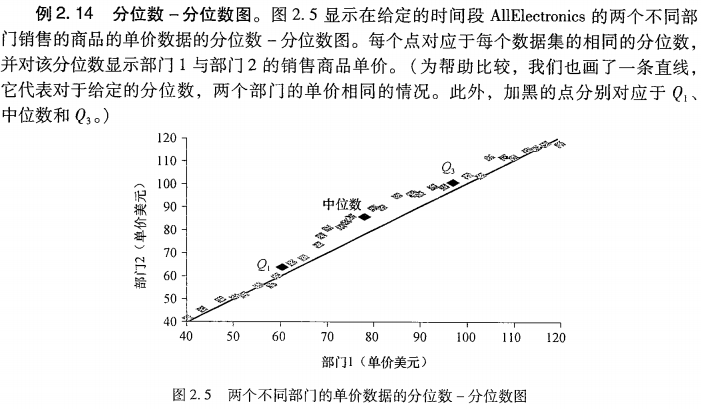 例2.14 分位数-分位数图。图2.5显示在给定的时间段 AllElectronics 的两个不同部
门销售的商品的单价数据的分位数-分位数图。每个点对应于每个数据集的相同的分位数,
并对该分位数显示部门1与部门2的销售商品单价。(为帮助比较,我们也画了一条直线,
它代表对于给定的分位数,两个部门的单价相同的情况。此外,加黑的点分别对应于 Q₁、
中位数和 Q₃。)
120
110
100
90
80
70
60
50
40
部门2(单价美元)
Q₃
中位数
Q₁
40 50 60 70 80 90 100 110 120
部门1(单价美元)
图2.5 两个不同部门的单价数据的分位数-分位数图